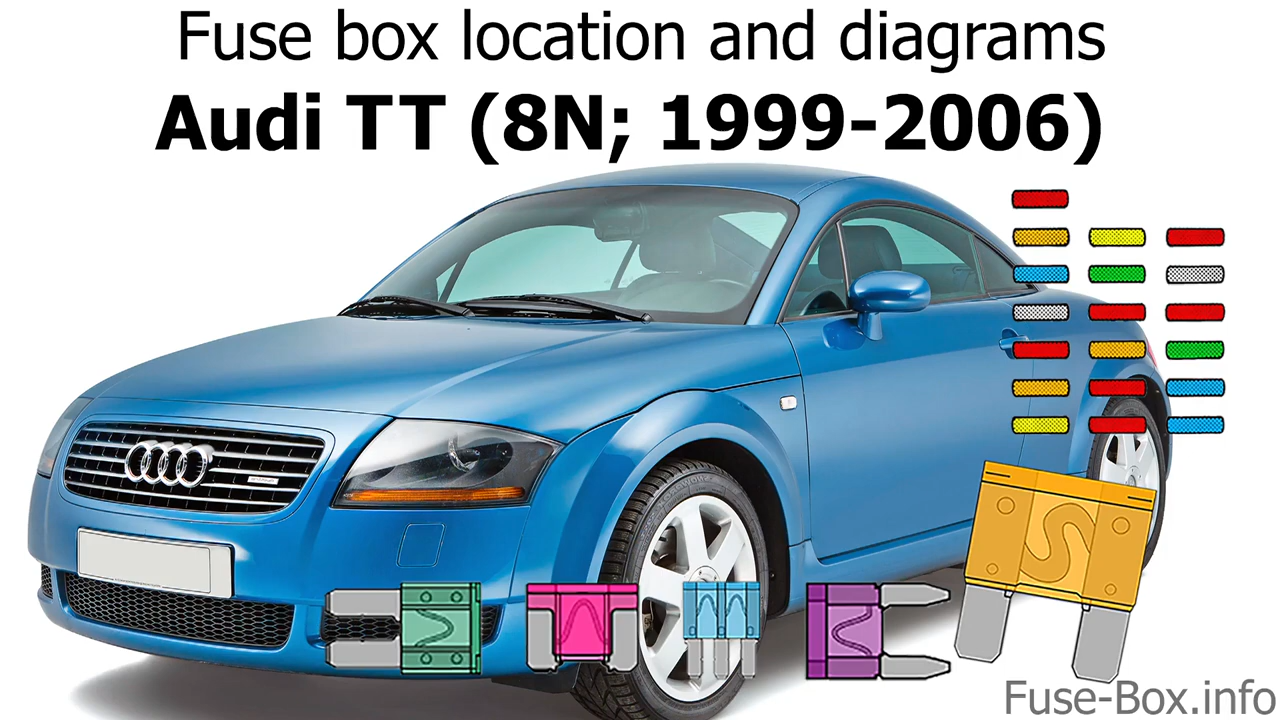 Fuse box location and diagrams
Audi TT (8N; 1999-2006)
Fuse-Box.info